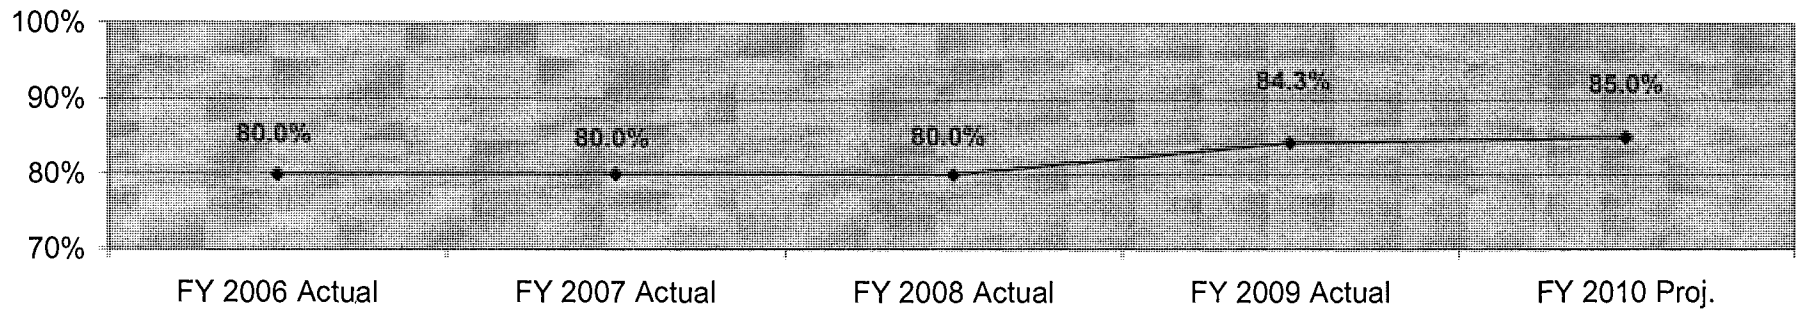 100%
90%
80%
70%
80.0%
80.0%
80.0%
84.3%
85.0%
FY 2006 Actual
FY 2007 Actual
FY 2008 Actual
FY 2009 Actual
FY 2010 Proj.